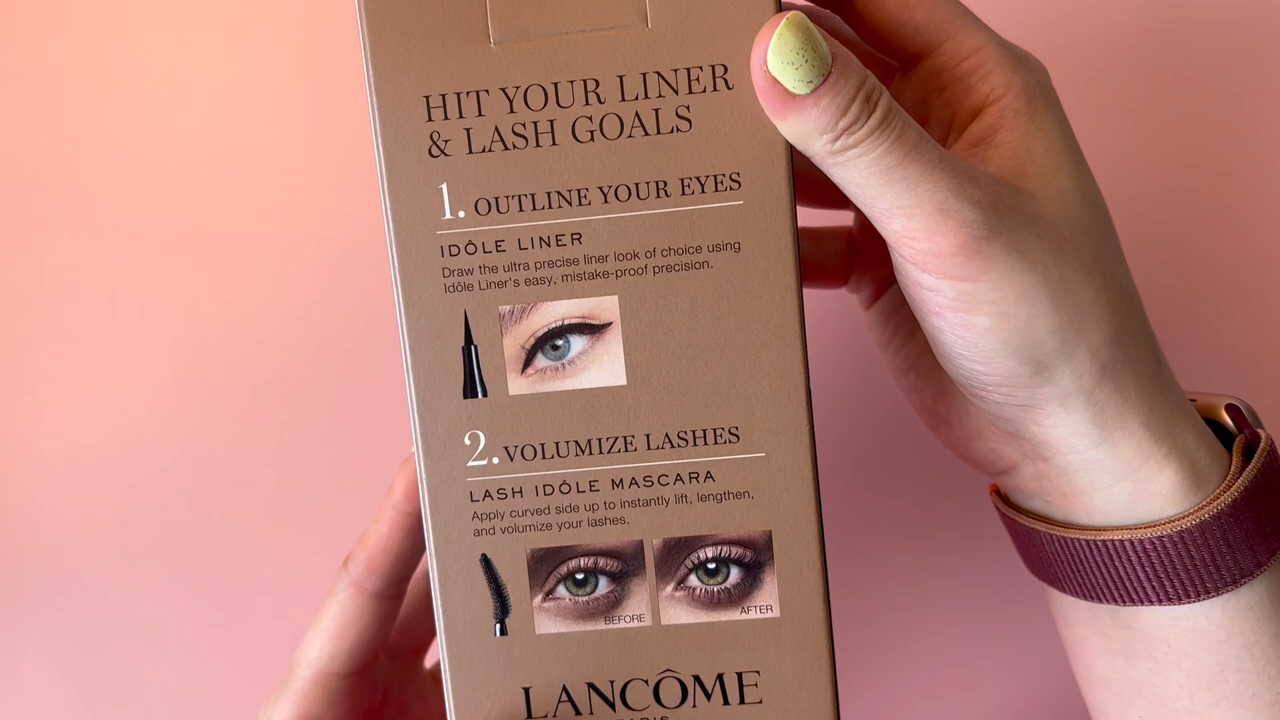 HIT YOUR LINER
& LASH GOALS
1. OUTLINE YOUR EYES
IDÔLE LINER
Draw the ultra precise liner look of choice using
Idôle Liner's easy, mistake-proof precision.
2. VOLUMIZE LASHES
LASH IDÔLE MASCARA
Apply curved side up to instantly lift, lengthen,
and volumize your lashes.
BEFORE
AFTER
LANCÔME
PARIS